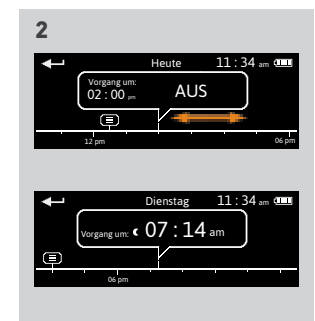 2
Heute 11 : 34 am
Vorgang um:
02 : 00 pm
AUS
12 pm 06 pm
Dienstag 11 : 34 am
Vorgang um: 07 : 14 am
06 pm